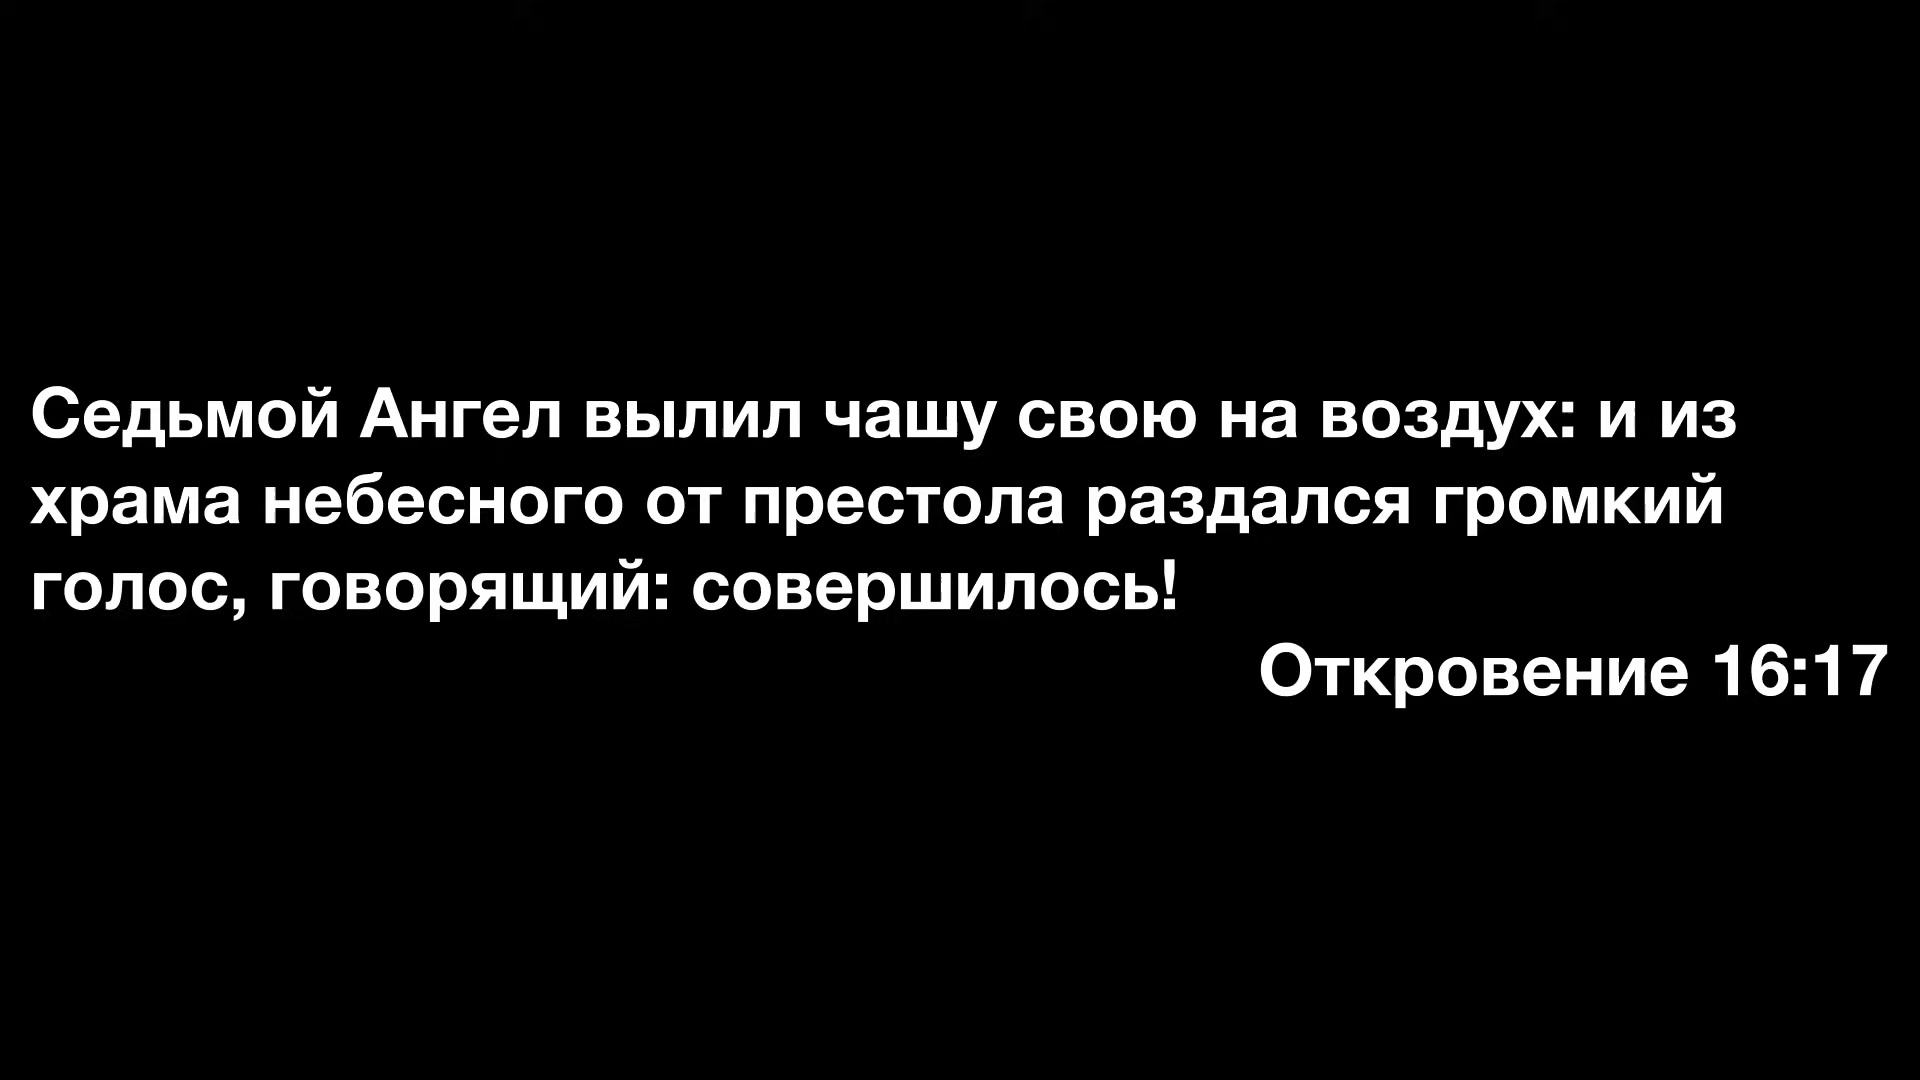 Седьмой Ангел вылил чашу свою на воздух: и из
храма небесного от престола раздался громкий
голос, говорящий: совершилось!
Откровение 16:17